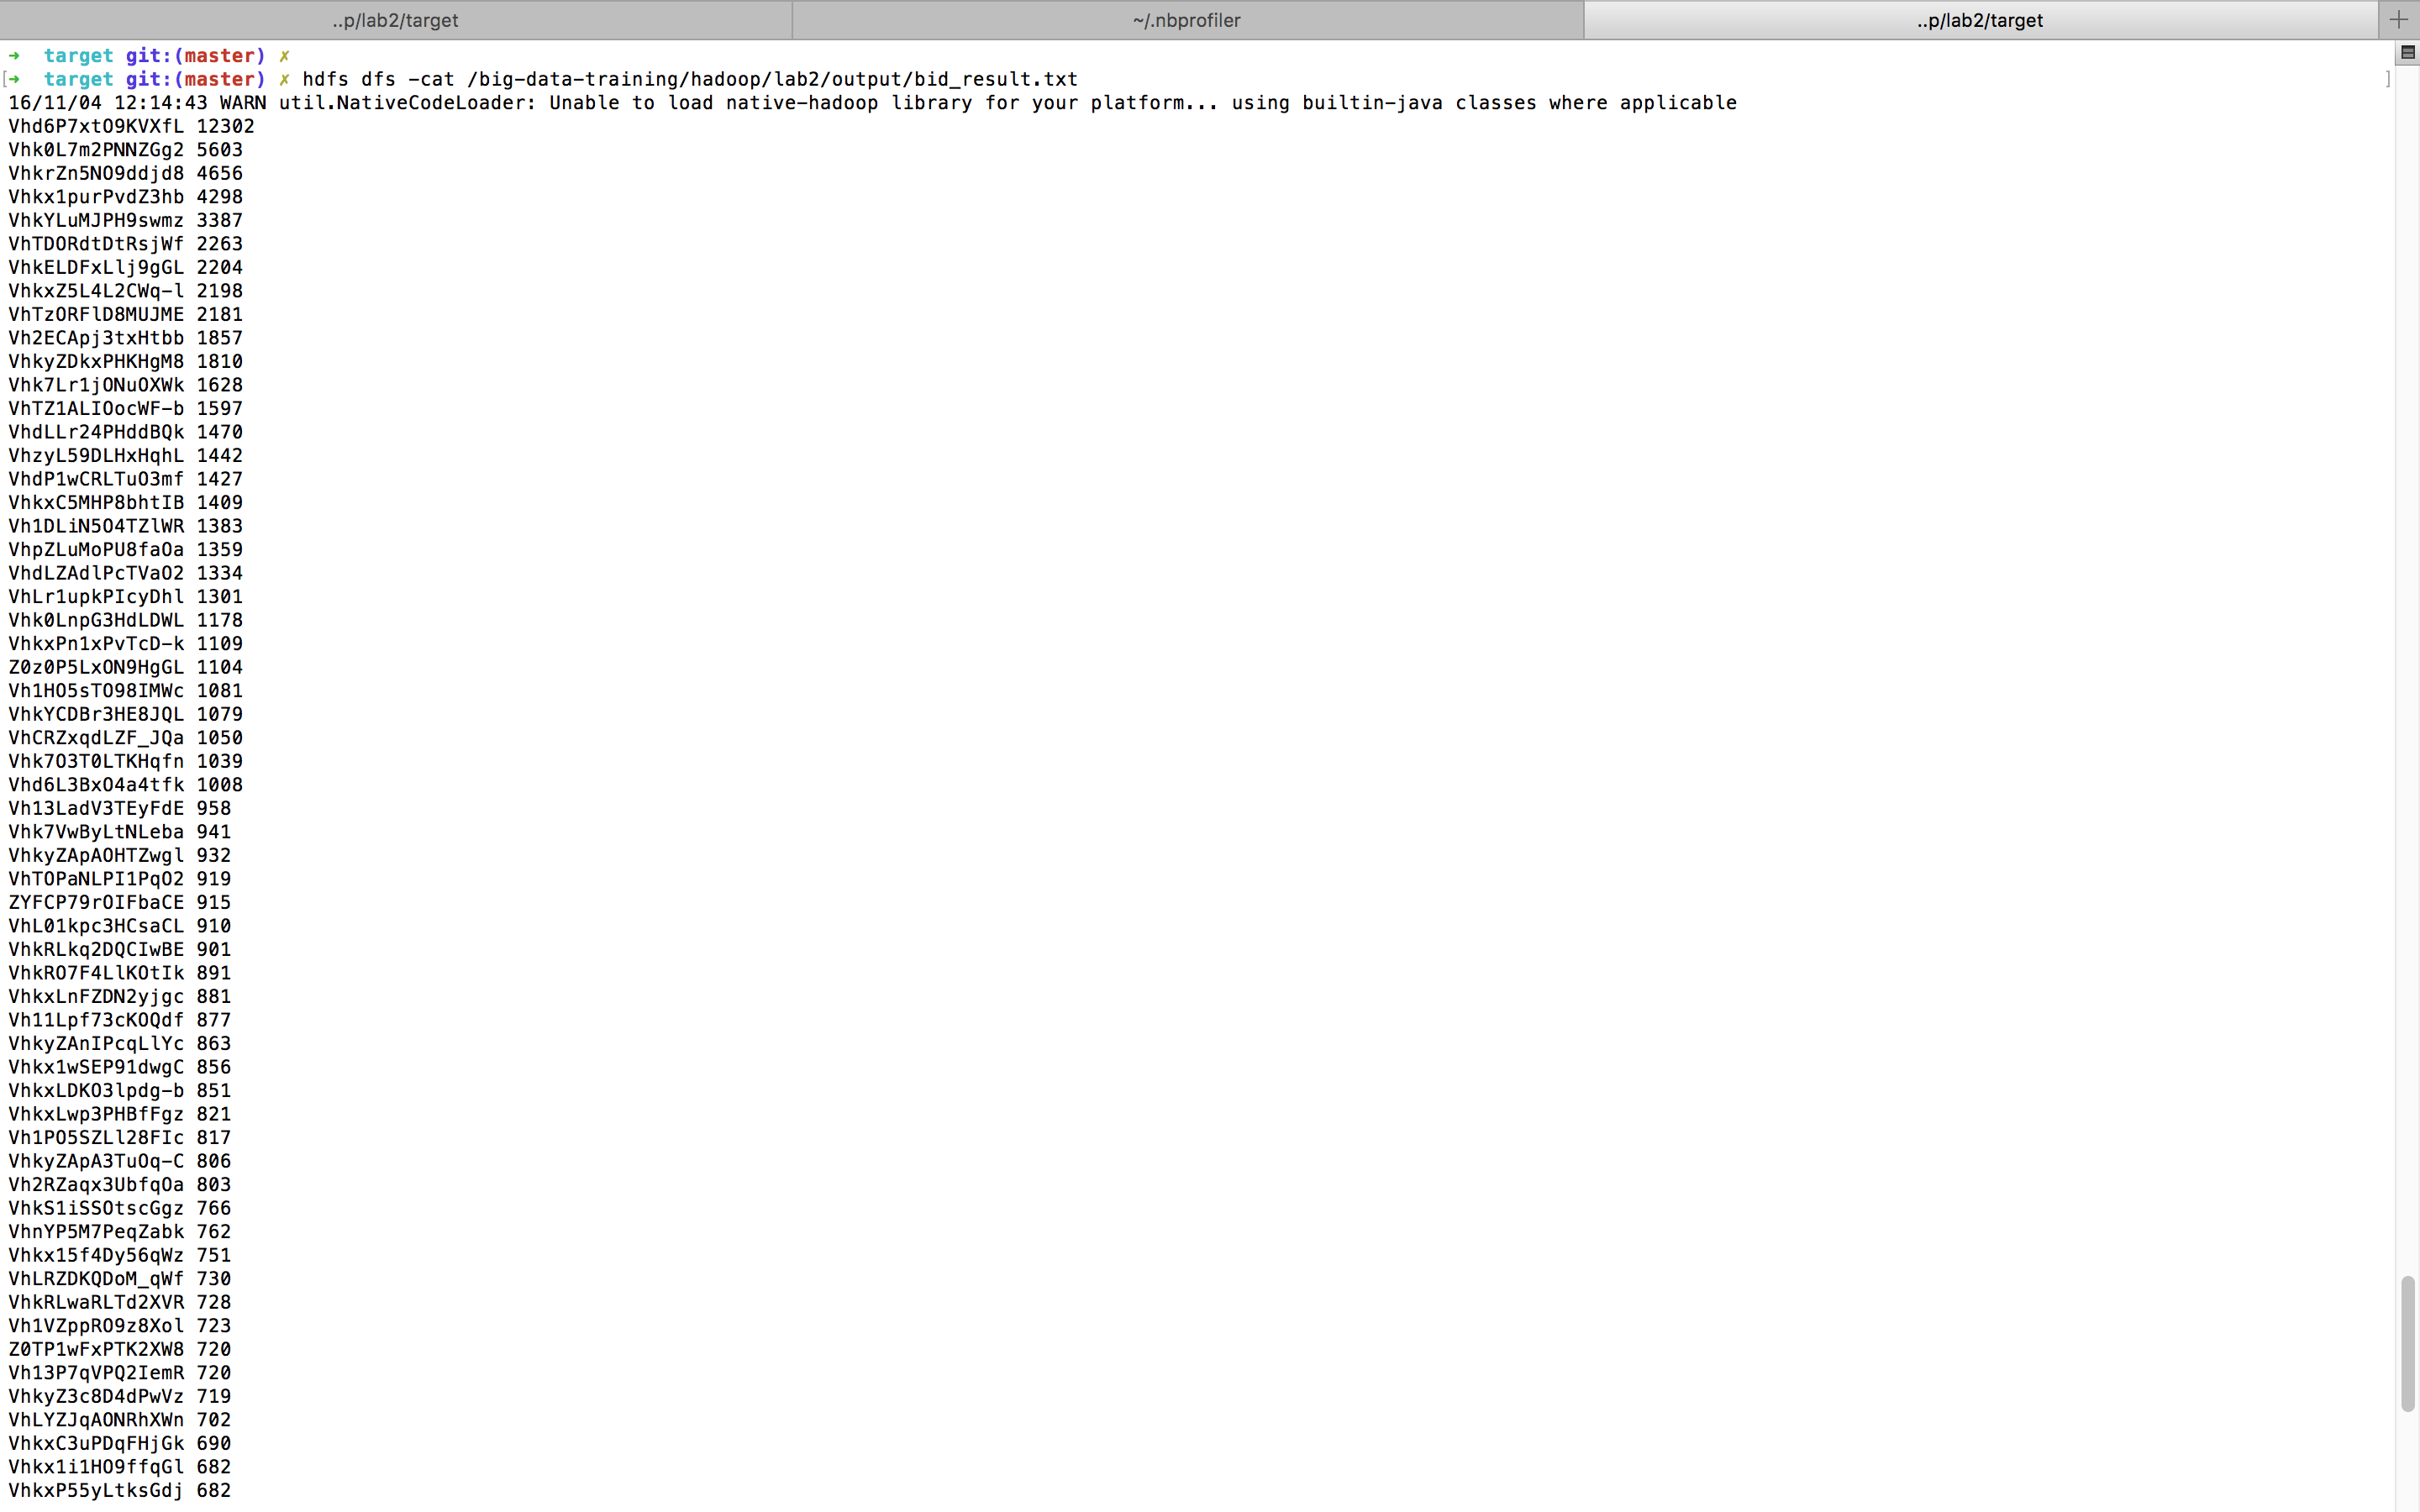 ..p/lab2/target
~/.nbprofiler
..p/lab2/target
+
➜  target git:(master) ✗
[➜  target git:(master) ✗ hdfs dfs -cat /big-data-training/hadoop/lab2/output/bid_result.txt ]
16/11/04 12:14:43 WARN util.NativeCodeLoader: Unable to load native-hadoop library for your platform... using builtin-java classes where applicable
Vhd6P7xtO9KVXfL 12302
Vhk0L7m2PNNZGg2 5603
VhkrZn5NO9ddjd8 4656
Vhkx1purPvdZ3hb 4298
VhkYLuMJPH9swmz 3387
VhTDORdtDtRsjWf 2263
VhkELDFxLlj9gGL 2204
VhkxZ5L4L2CWq-l 2198
VhTzORFlD8MUJME 2181
Vh2ECApj3txHtbb 1857
VhkyZDkxPHKHgM8 1810
Vhk7Lr1jONuOXWk 1628
VhTZ1ALIOocWF-b 1597
VhdLLr24PHddBQk 1470
VhzyL59DLHxHqhL 1442
VhdP1wCRLTuO3mf 1427
VhkxC5MHP8bhtIB 1409
Vh1DLiN5O4TZlWR 1383
VhpZLuMoPU8faOa 1359
VhdLZAdlPcTVaO2 1334
VhLr1upkPIcyDhl 1301
Vhk0LnpG3HdLDWL 1178
VhkxPn1xPvTcD-k 1109
Z0z0P5LxON9HgGL 1104
Vh1HO5sTO98IMWc 1081
VhkYCDBr3HE8JQL 1079
VhCRZxqdLZF_JQa 1050
Vhk7O3T0LTKHqfn 1039
Vhd6L3BxO4a4tfk 1008
Vh13LadV3TEyFdE 958
Vhk7VwByLtNLeba 941
VhkyZApAOHTZwgl 932
VhTOPaNLPI1PqO2 919
ZYFCP79rOIFbaCE 915
VhL01kpc3HCsaCL 910
VhkRLkq2DQCIwBE 901
VhkRO7F4LlKOtIk 891
VhkxLnFZDN2yjgc 881
Vh11Lpf73cKOQdf 877
VhkyZAnIPcqLlYc 863
Vhkx1wSEP91dwgC 856
VhkxLDKO3lpdg-b 851
VhkxLwp3PHBfFgz 821
Vh1PO5SZLl28FIc 817
VhkyZApA3TuOq-C 806
Vh2RZaqx3UbfqOa 803
VhkS1iSSOtscGgz 766
VhnYP5M7PeqZabk 762
Vhkx15f4Dy56qWz 751
VhLRZDKQDoM_qWf 730
VhkRLwaRLTd2XVR 728
Vh1VZppRO9z8Xol 723
Z0TP1wFxPTK2XW8 720
Vh13P7qVPQ2IemR 720
VhkyZ3c8D4dPwVz 719
VhLYZJqAONRhXWn 702
VhkxC3uPDqFHjGk 690
Vhkx1i1HO9ffqGl 682
VhkxP55yLtksGdj 682